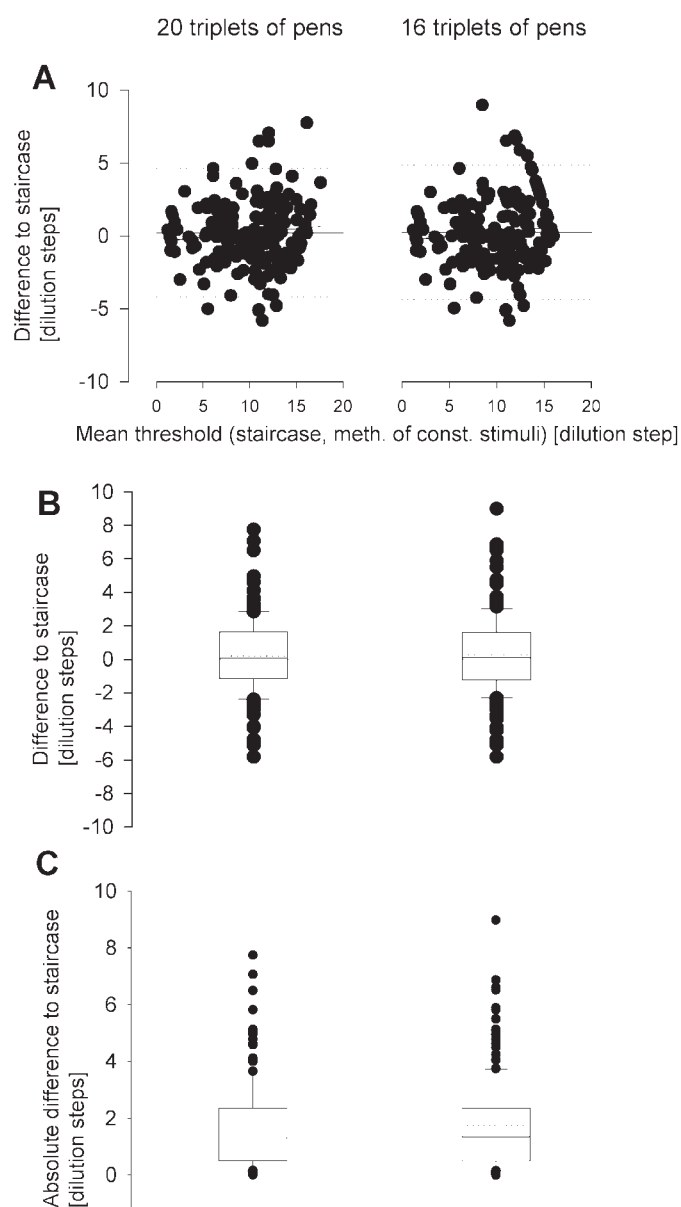 20 triplets of pens 16 triplets of pens
A
10
5
0
-5
-10
Difference to staircase
[dilution steps]
0 5 10 15 20 0 5 10 15 20
Mean threshold (staircase, meth. of const. stimuli) [dilution step]
B
10
8
6
4
2
0
-2
-4
-6
-8
-10
Difference to staircase
[dilution steps]
C
10
8
6
4
2
0
Absolute difference to staircase
[dilution steps]